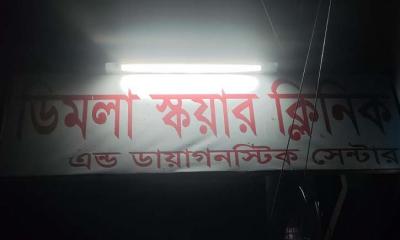 ডিমলা স্কয়ার ক্লিনিক
এন্ড ডায়াগনস্টিক সেন্টার